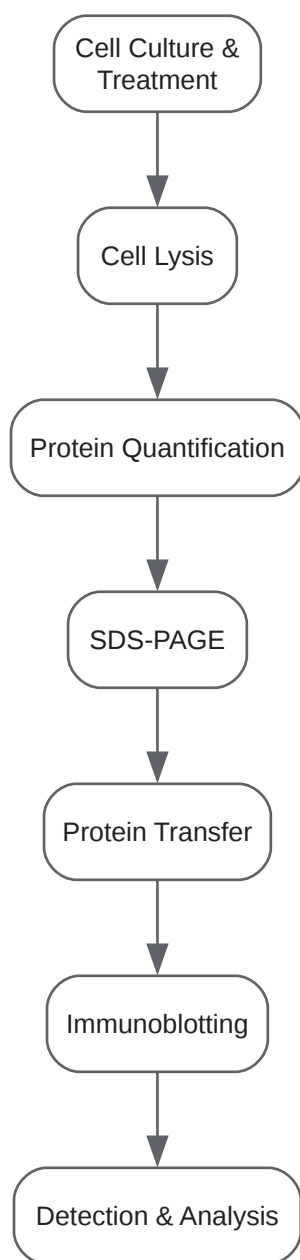 Cell Culture &
Treatment
Cell Lysis
Protein Quantification
SDS-PAGE
Protein Transfer
Immunoblotting
Detection & Analysis